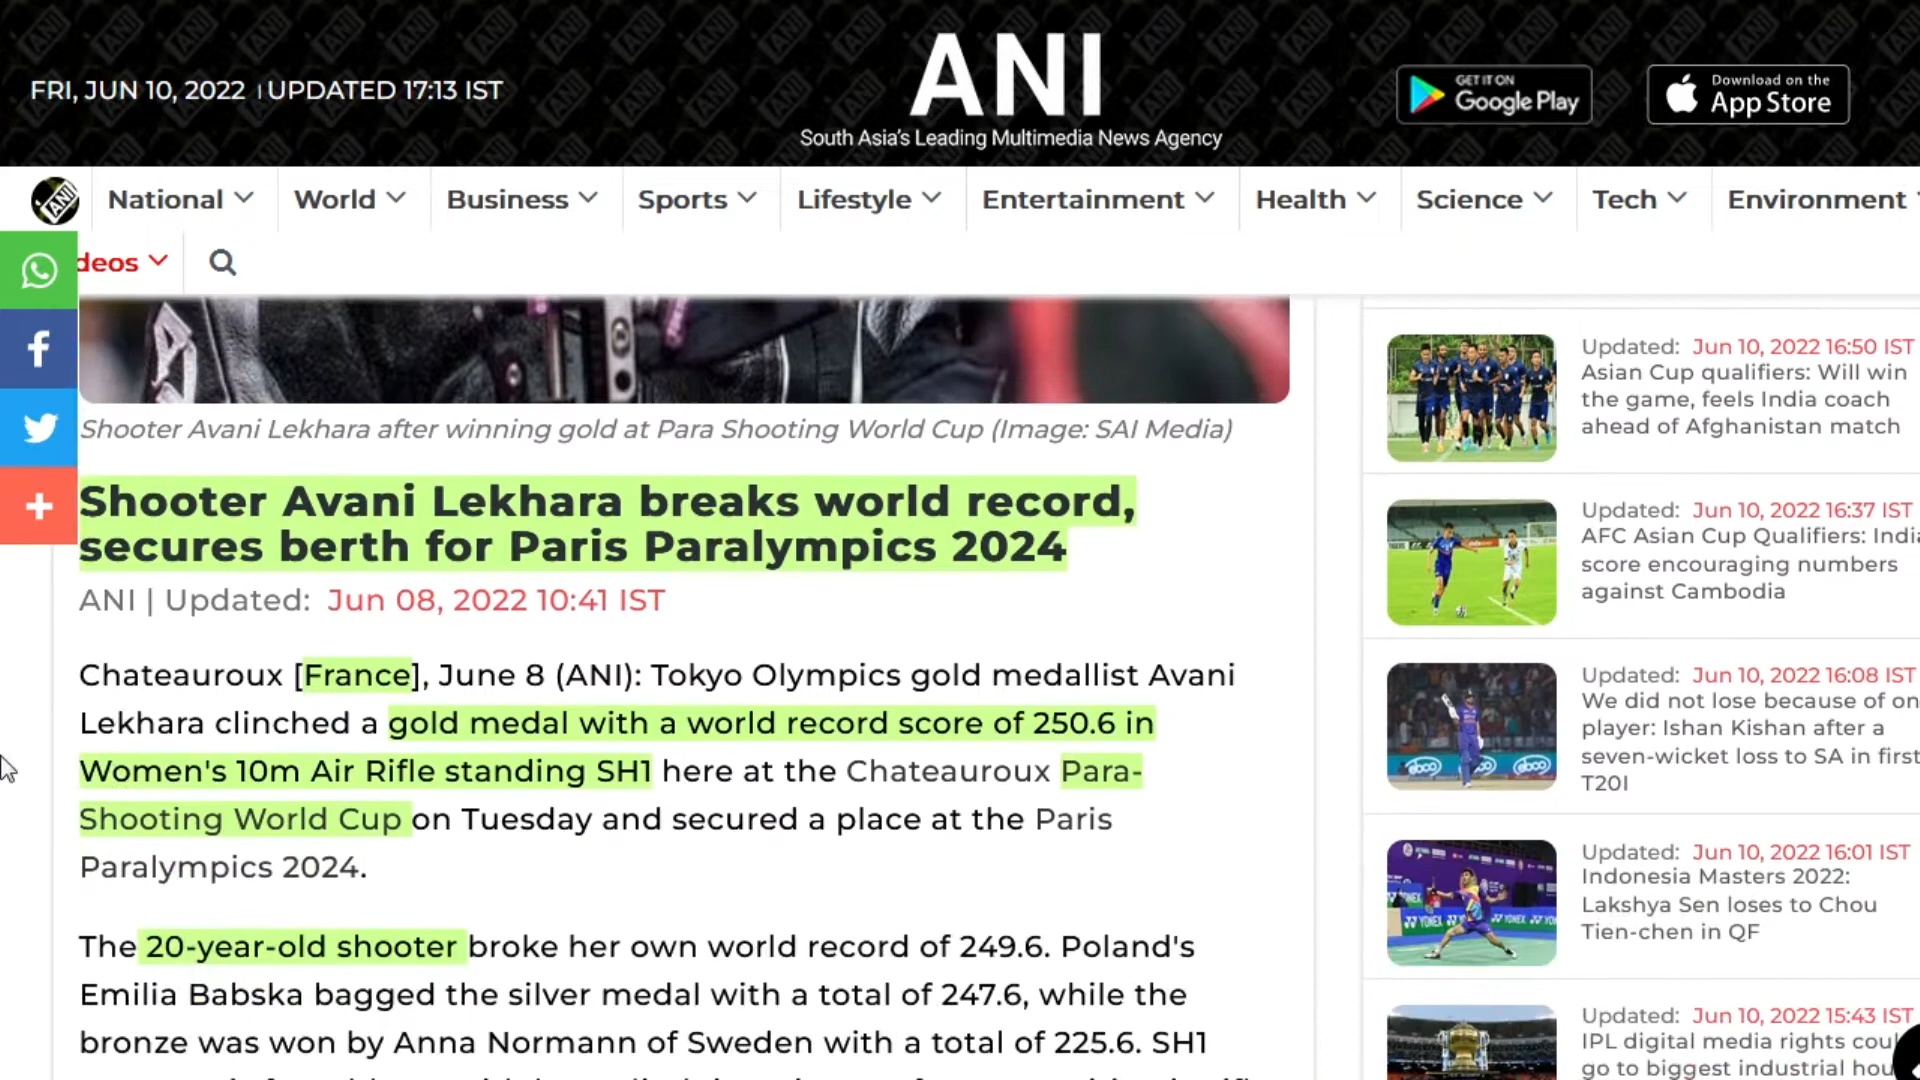 FRI, JUN 10, 2022 | UPDATED 17:13 IST
ANI
South Asia's Leading Multimedia News Agency
GET IT ON
Google Play
Download on the
App Store
ANI
National
World
Business
Sports
Lifestyle
Entertainment
Health
Science
Tech
Environment
deos
Shooter Avani Lekhara after winning gold at Para Shooting World Cup (Image: SAI Media)
Shooter Avani Lekhara breaks world record,
secures berth for Paris Paralympics 2024
ANI | Updated: Jun 08, 2022 10:41 IST
Chateauroux [France], June 8 (ANI): Tokyo Olympics gold medallist Avani
Lekhara clinched a gold medal with a world record score of 250.6 in
Women's 10m Air Rifle standing SH1 here at the Chateauroux Para-
Shooting World Cup on Tuesday and secured a place at the Paris
Paralympics 2024.
The 20-year-old shooter broke her own world record of 249.6. Poland's
Emilia Babska bagged the silver medal with a total of 247.6, while the
bronze was won by Anna Normann of Sweden with a total of 225.6. SH1
Updated: Jun 10, 2022 16:50 IST
Asian Cup qualifiers: Will win
the game, feels India coach
ahead of Afghanistan match
Updated: Jun 10, 2022 16:37 IST
AFC Asian Cup Qualifiers: India
score encouraging numbers
against Cambodia
Updated: Jun 10, 2022 16:08 IST
We did not lose because of on
player: Ishan Kishan after a
seven-wicket loss to SA in first
T20I
Updated: Jun 10, 2022 16:01 IST
Indonesia Masters 2022:
Lakshya Sen loses to Chou
Tien-chen in QF
YONEX
Updated: Jun 10, 2022 15:43 IST
IPL digital media rights coul
go to biggest industrial hou